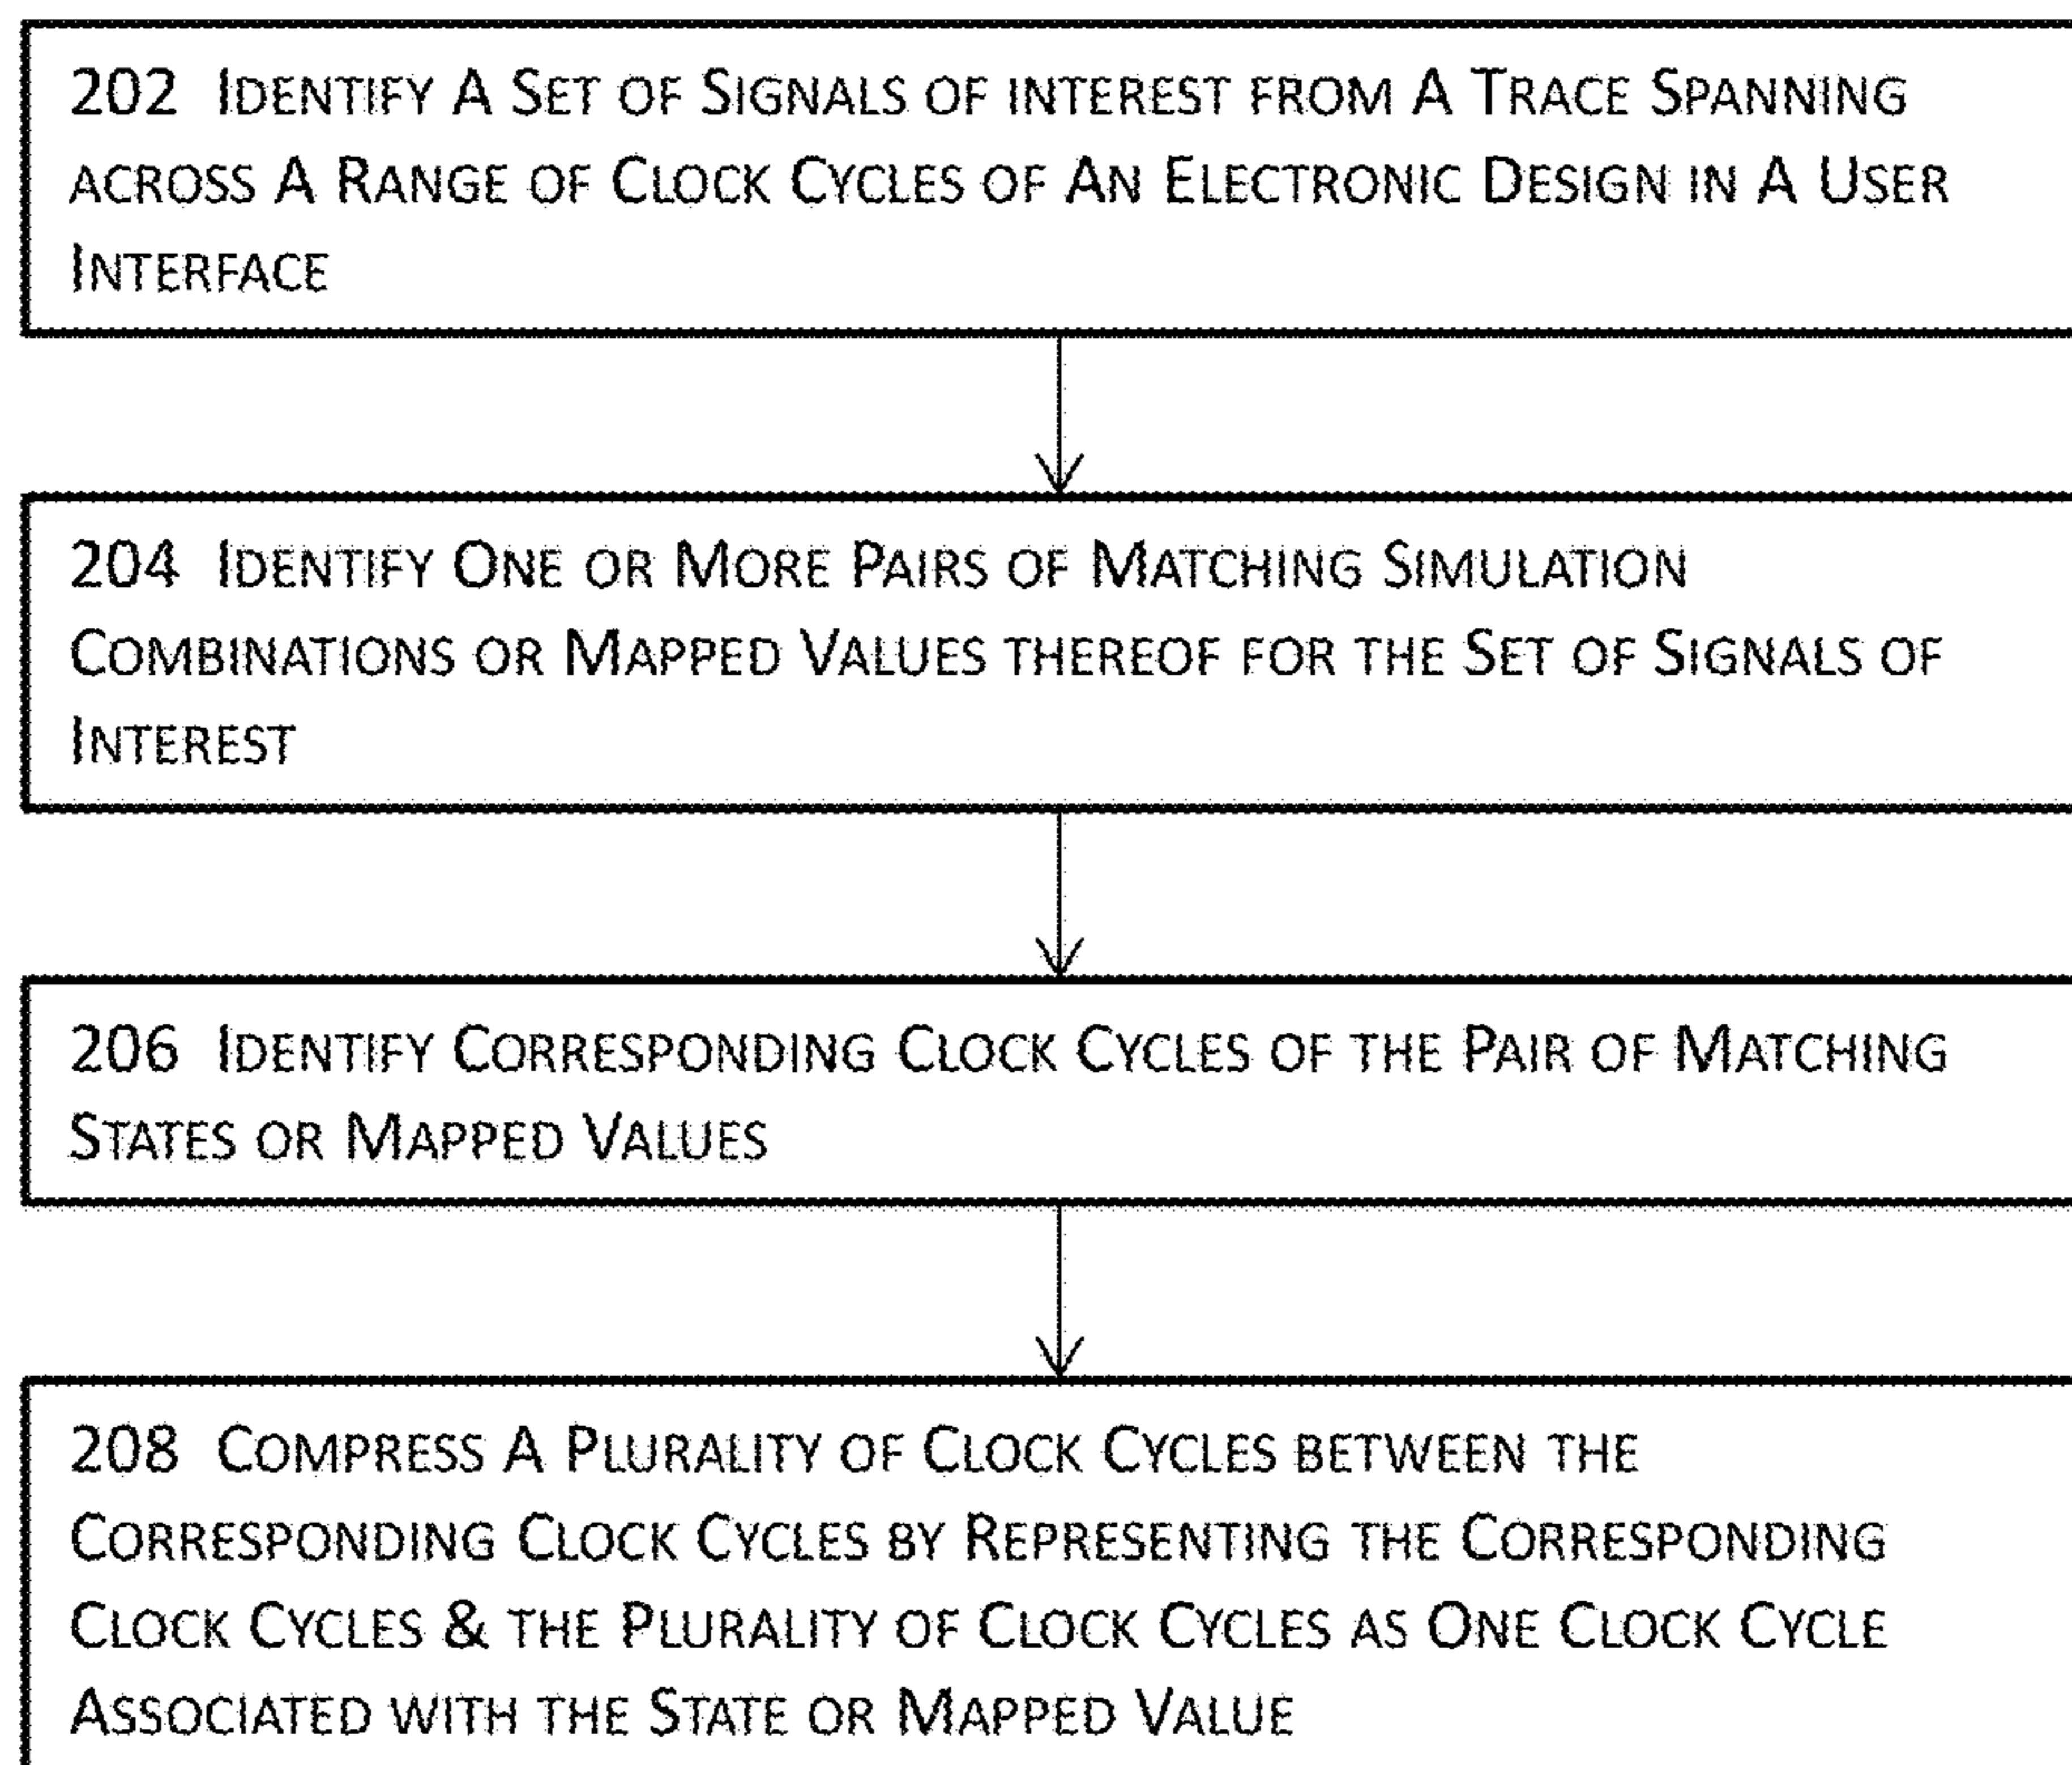 202 Identify A Set of Signals of interest from A Trace Spanning
across A Range of Clock Cycles of An Electronic Design in A User
Interface
204 Identify One or More Pairs of Matching Simulation
Combinations or Mapped Values thereof for the Set of Signals of
Interest
206 Identify Corresponding Clock Cycles of the Pair of Matching
States or Mapped Values
208 Compress A Plurality of Clock Cycles between the
Corresponding Clock Cycles by Representing the Corresponding
Clock Cycles & the Plurality of Clock Cycles as One Clock Cycle
Associated with the State or Mapped Value